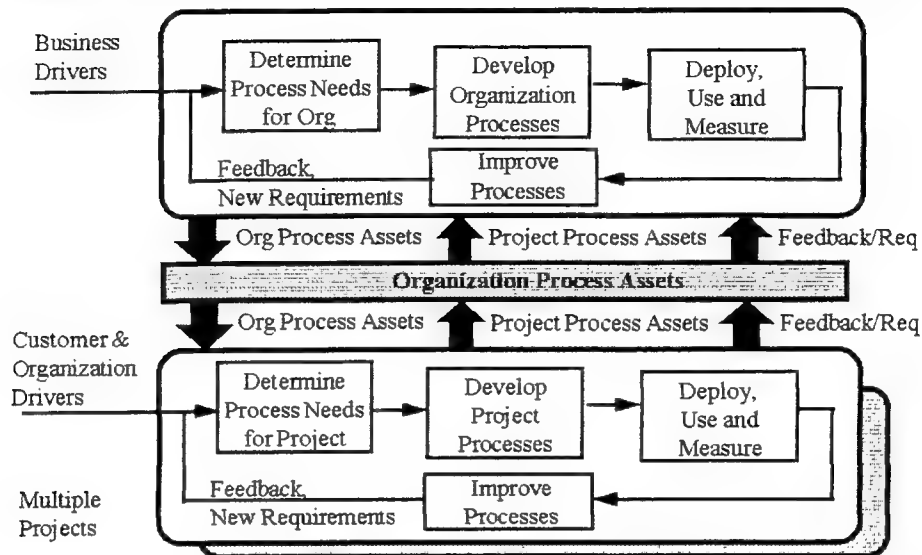 Business
Drivers
Determine
Process Needs
for Org
Develop
Organization
Processes
Deploy,
Use and
Measure
Feedback,
New Requirements
Improve
Processes
Org Process Assets
Project Process Assets
Feedback/Req
Organization Process Assets
Org Process Assets
Project Process Assets
Feedback/Req
Customer &
Organization
Drivers
Determine
Process Needs
for Project
Develop
Project
Processes
Deploy,
Use and
Measure
Feedback,
New Requirements
Improve
Processes
Multiple
Projects